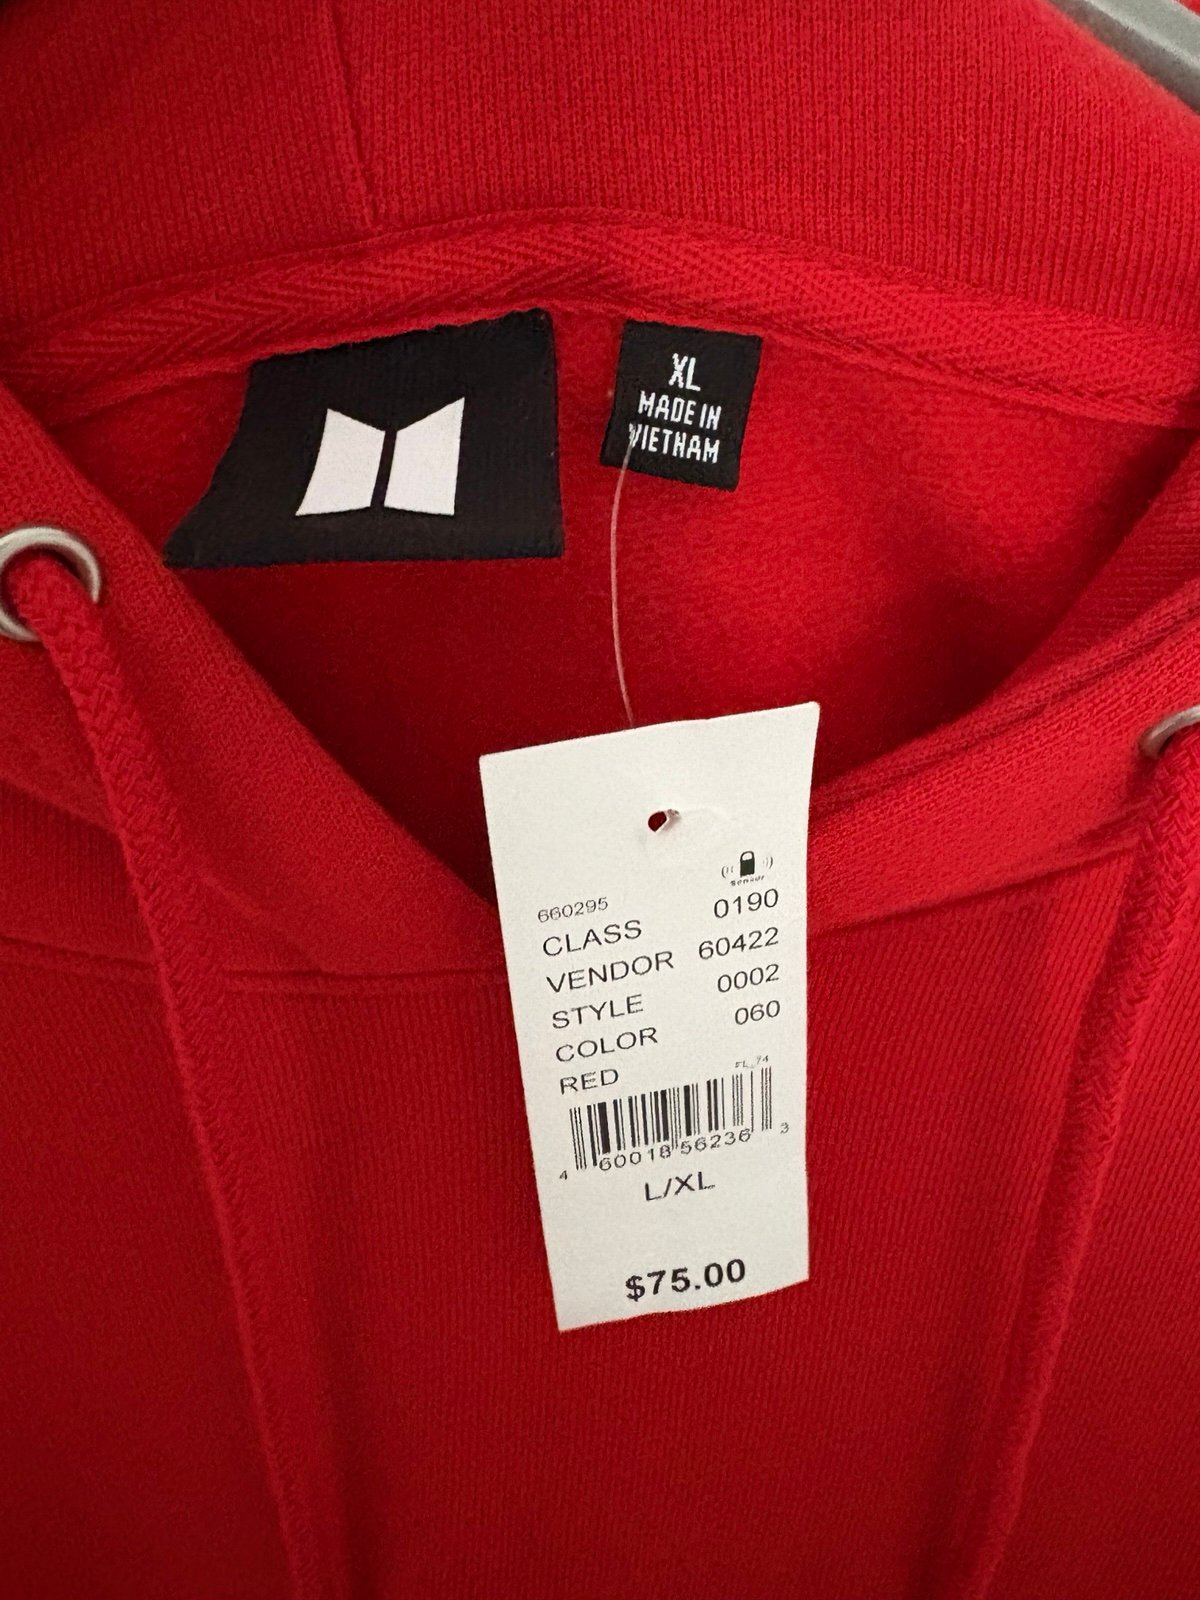 XL
MADE IN
VIETNAM
sensor
660295
CLASS 0190
VENDOR 60422
STYLE 0002
COLOR 060
RED
4 60018 56236 3
L/XL
$75.00